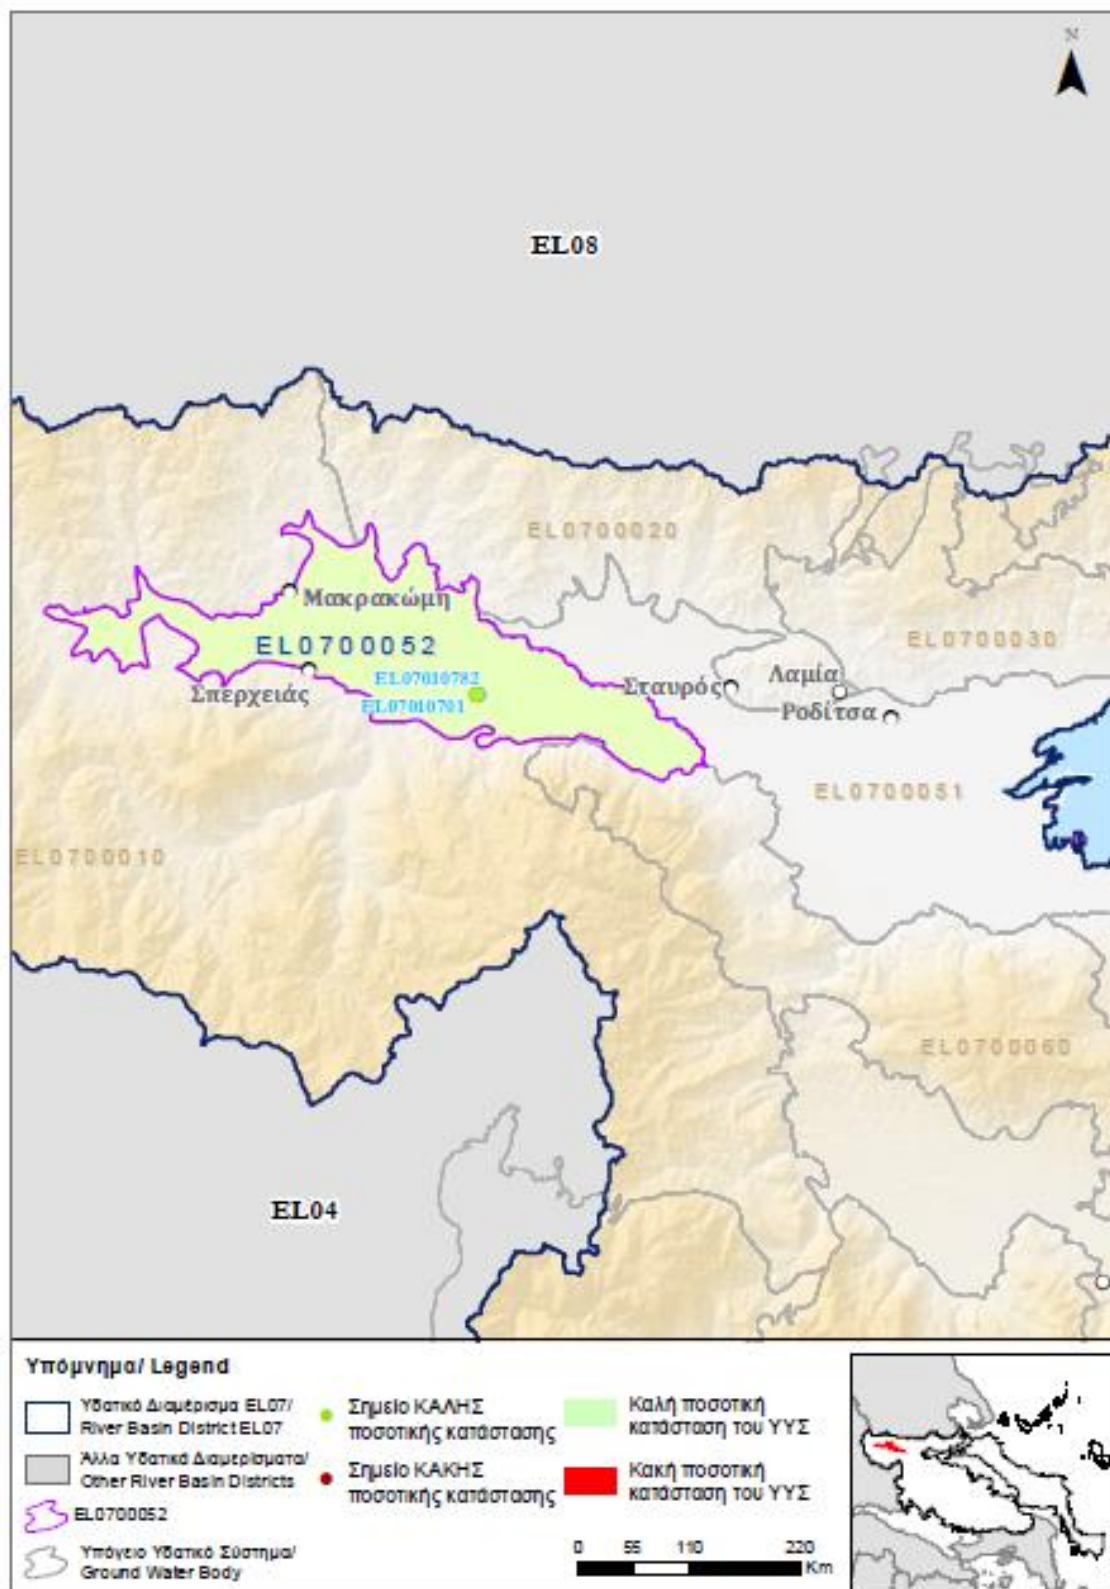 N
EL08
EL0700020
Μακρακώμη
EL0700030
EL0700052
Σπερχειάς
EL07010782
EL07010701
Σταυρός
Λαμία
Ροδίτσα
EL0700051
EL0700010
EL0700060
EL04
Υπόμνημα/ Legend
Υδατικό Διαμέρισμα EL07/
River Basin District EL07
Άλλα Υδατικά Διαμερίσματα/
Other River Basin Districts
EL0700052
Υπόγειο Υδατικό Σύστημα/
Ground Water Body
Σημείο ΚΑΛΗΣ
ποσοτικής κατάστασης
Σημείο ΚΑΚΗΣ
ποσοτικής κατάστασης
Καλή ποσοτική
κατάσταση του ΥΥΣ
Κακή ποσοτική
κατάσταση του ΥΥΣ
0 55 110 220
Km